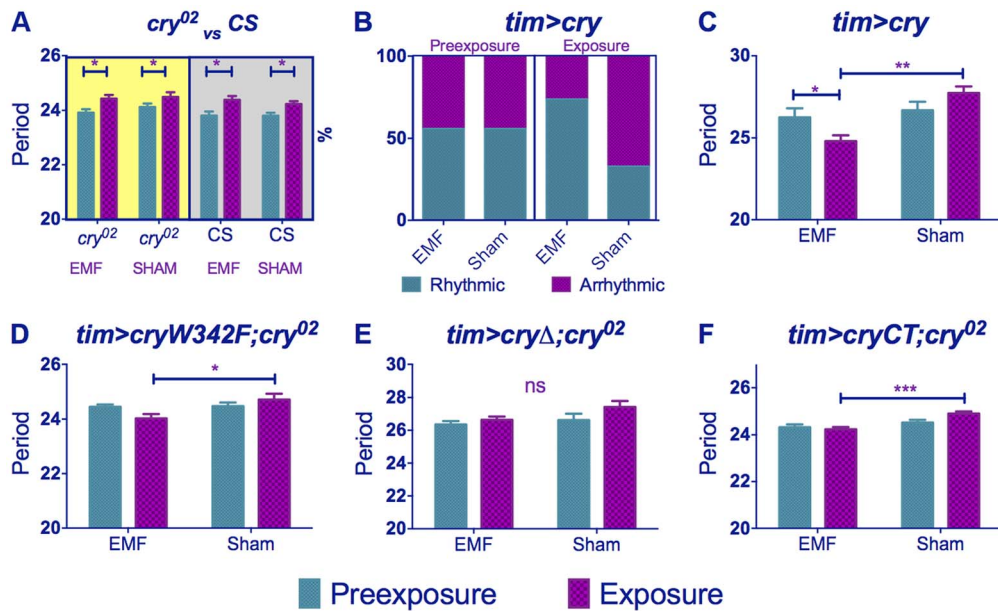 A
cry⁰² vs CS
Period
26
24
22
20
*
*
*
*
cry⁰²
cry⁰²
CS
CS
EMF
SHAM
EMF
SHAM
B
tim>cry
%
100
50
0
Preexposure
Exposure
EMF
Sham
EMF
Sham
Rhythmic
Arrhythmic
C
tim>cry
Period
30
25
20
*
**
EMF
Sham
D
tim>cryW342F;cry⁰²
Period
26
24
22
20
*
EMF
Sham
E
tim>cryΔ;cry⁰²
Period
30
28
26
24
22
20
ns
EMF
Sham
F
tim>cryCT;cry⁰²
Period
26
24
22
20
***
EMF
Sham
Preexposure
Exposure